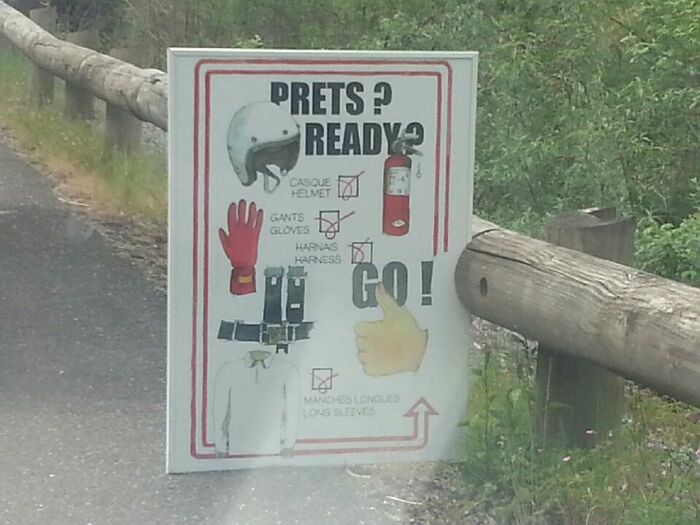 PRETS ?
READY?
CASQUE
HELMET
GANTS
GLOVES
HARNAIS
HARNESS
GO !
MANCHES LONGUES
LONG SLEEVES